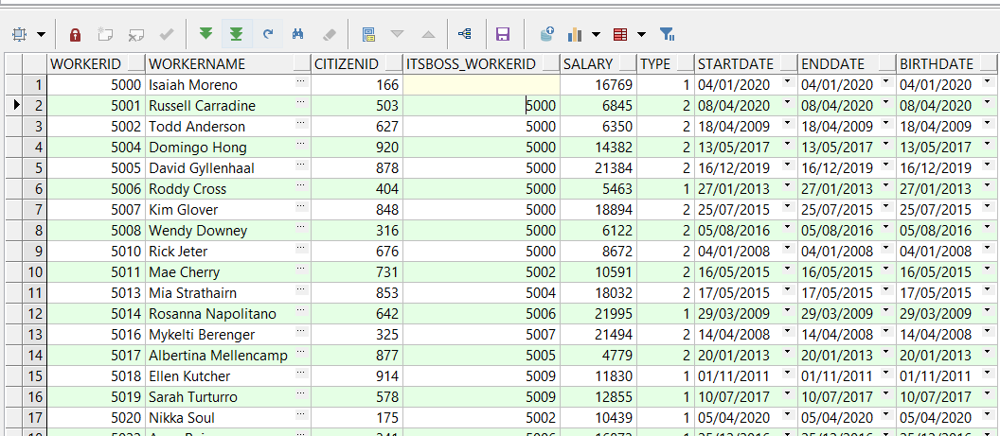 WORKERID WORKERNAME CITIZENID ITSBOSS_WORKERID SALARY TYPE STARTDATE ENDDATE BIRTHDATE
1 5000 Isaiah Moreno 166 16769 1 04/01/2020 04/01/2020 04/01/2020
2 5001 Russell Carradine 503 5000 6845 2 08/04/2020 08/04/2020 08/04/2020
3 5002 Todd Anderson 627 5000 6350 2 18/04/2009 18/04/2009 18/04/2009
4 5004 Domingo Hong 920 5000 14382 2 13/05/2017 13/05/2017 13/05/2017
5 5005 David Gyllenhaal 878 5000 21384 2 16/12/2019 16/12/2019 16/12/2019
6 5006 Roddy Cross 404 5000 5463 1 27/01/2013 27/01/2013 27/01/2013
7 5007 Kim Glover 848 5000 18894 2 25/07/2015 25/07/2015 25/07/2015
8 5008 Wendy Downey 316 5000 6122 2 05/08/2016 05/08/2016 05/08/2016
9 5010 Rick Jeter 676 5000 8672 2 04/01/2008 04/01/2008 04/01/2008
10 5011 Mae Cherry 731 5002 10591 2 16/05/2015 16/05/2015 16/05/2015
11 5013 Mia Strathairn 853 5004 18032 2 17/05/2015 17/05/2015 17/05/2015
12 5014 Rosanna Napolitano 642 5006 21995 1 29/03/2009 29/03/2009 29/03/2009
13 5016 Mykelti Berenger 325 5007 21494 2 14/04/2008 14/04/2008 14/04/2008
14 5017 Albertina Mellencamp 877 5005 4779 2 20/01/2013 20/01/2013 20/01/2013
15 5018 Ellen Kutcher 914 5009 11830 1 01/11/2011 01/11/2011 01/11/2011
16 5019 Sarah Turturro 578 5009 12855 1 10/07/2017 10/07/2017 10/07/2017
17 5020 Nikka Soul 175 5002 10439 1 05/04/2020 05/04/2020 05/04/2020